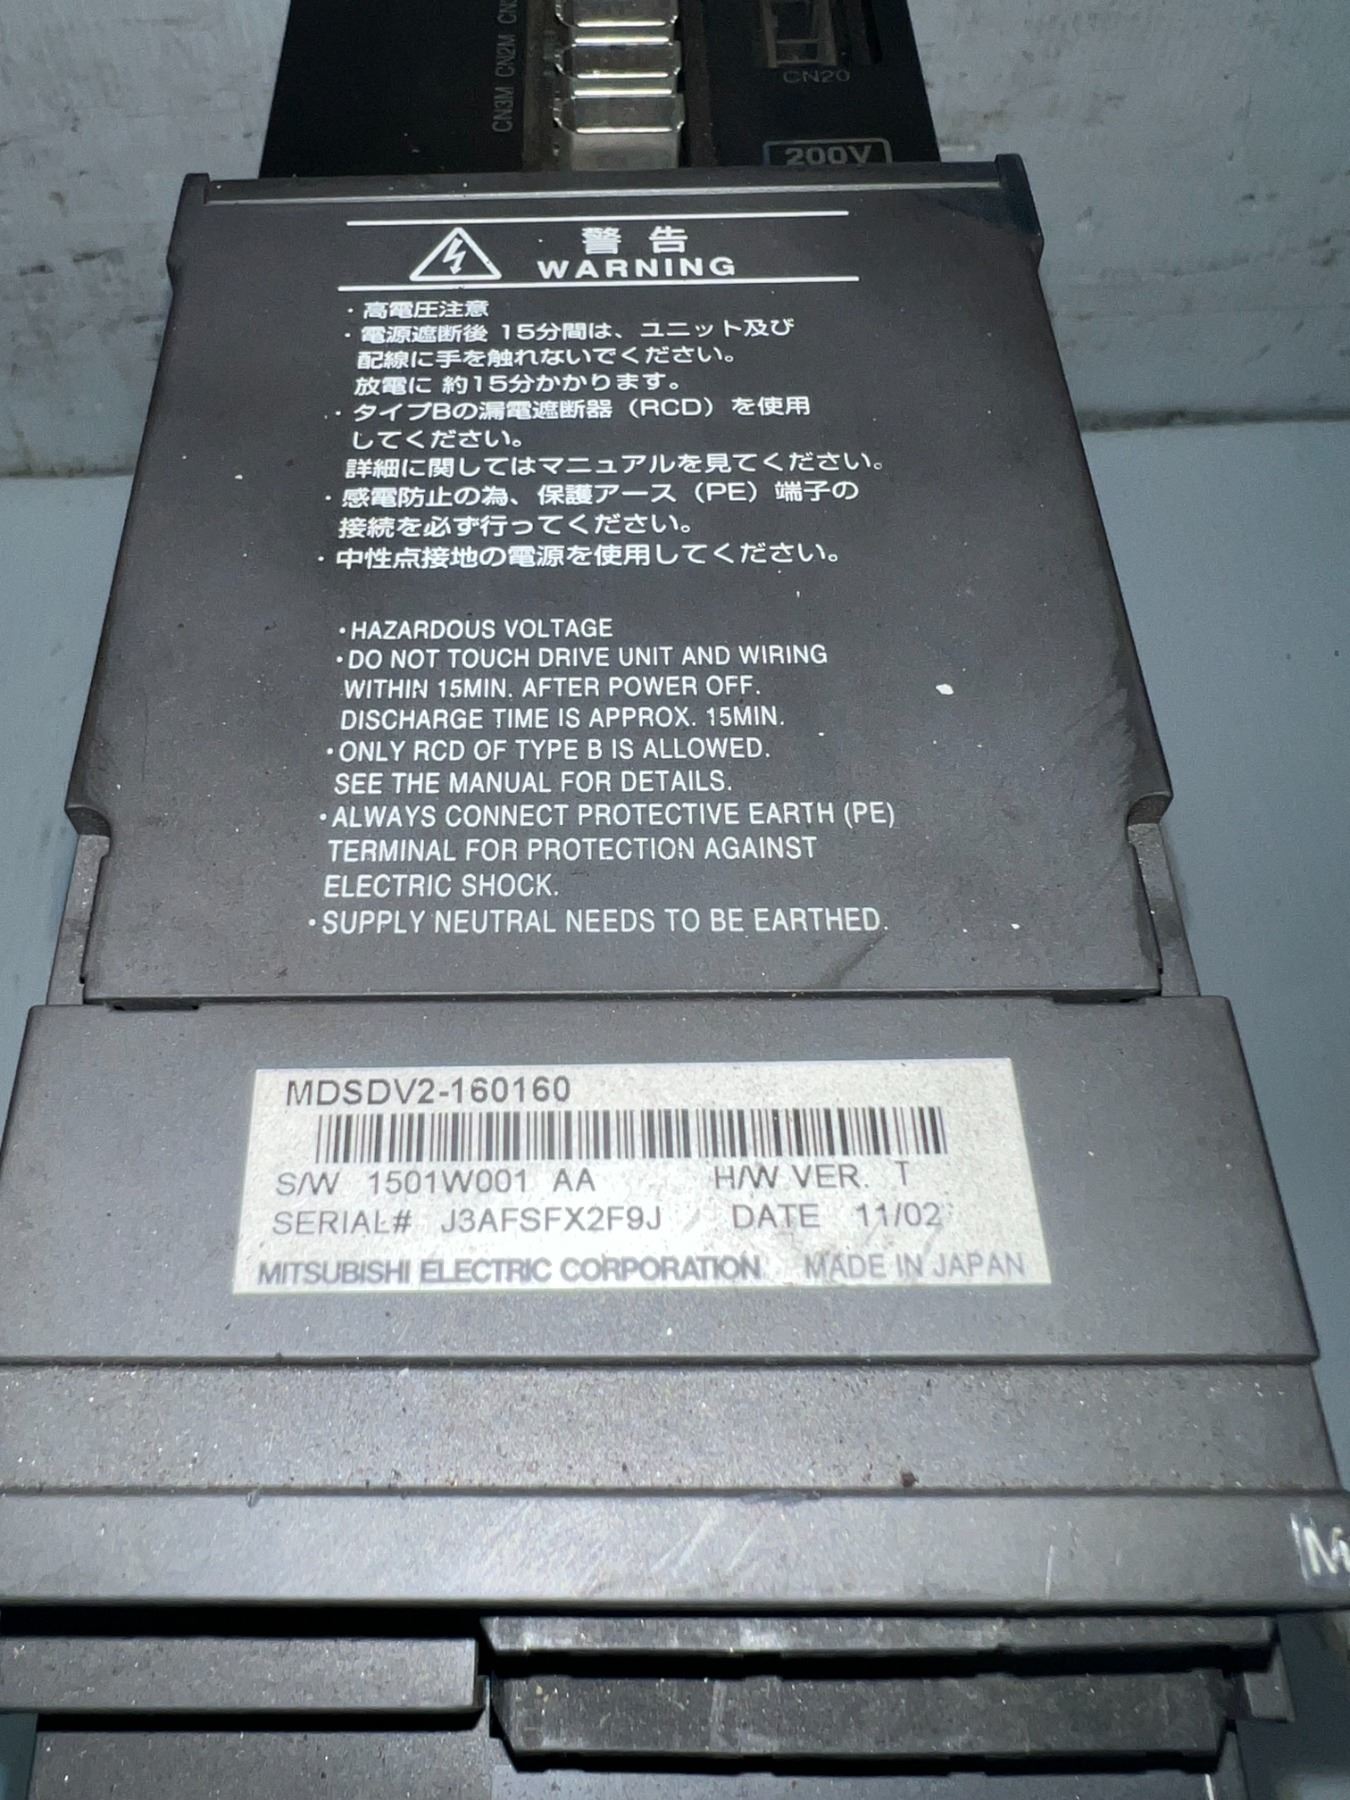 CN3M CN2M
CN20
200V
警告
WARNING
・高電圧注意
・電源遮断後 15分間は、ユニット及び
配線に手を触れないでください。
放電に 約15分かかります。
・タイプBの漏電遮断器（RCD）を使用
してください。
詳細に関してはマニュアルを見てください。
・感電防止の為、保護アース（PE）端子の
接続を必ず行ってください。
・中性点接地の電源を使用してください。
・HAZARDOUS VOLTAGE
・DO NOT TOUCH DRIVE UNIT AND WIRING
WITHIN 15MIN. AFTER POWER OFF.
DISCHARGE TIME IS APPROX. 15MIN.
・ONLY RCD OF TYPE B IS ALLOWED.
SEE THE MANUAL FOR DETAILS.
・ALWAYS CONNECT PROTECTIVE EARTH (PE)
TERMINAL FOR PROTECTION AGAINST
ELECTRIC SHOCK.
・SUPPLY NEUTRAL NEEDS TO BE EARTHED.
MDSDV2-160160
S/W 1501W001 AA H/W VER. T
SERIAL# J3AFSFX2F9J DATE 11/02
MITSUBISHI ELECTRIC CORPORATION MADE IN JAPAN